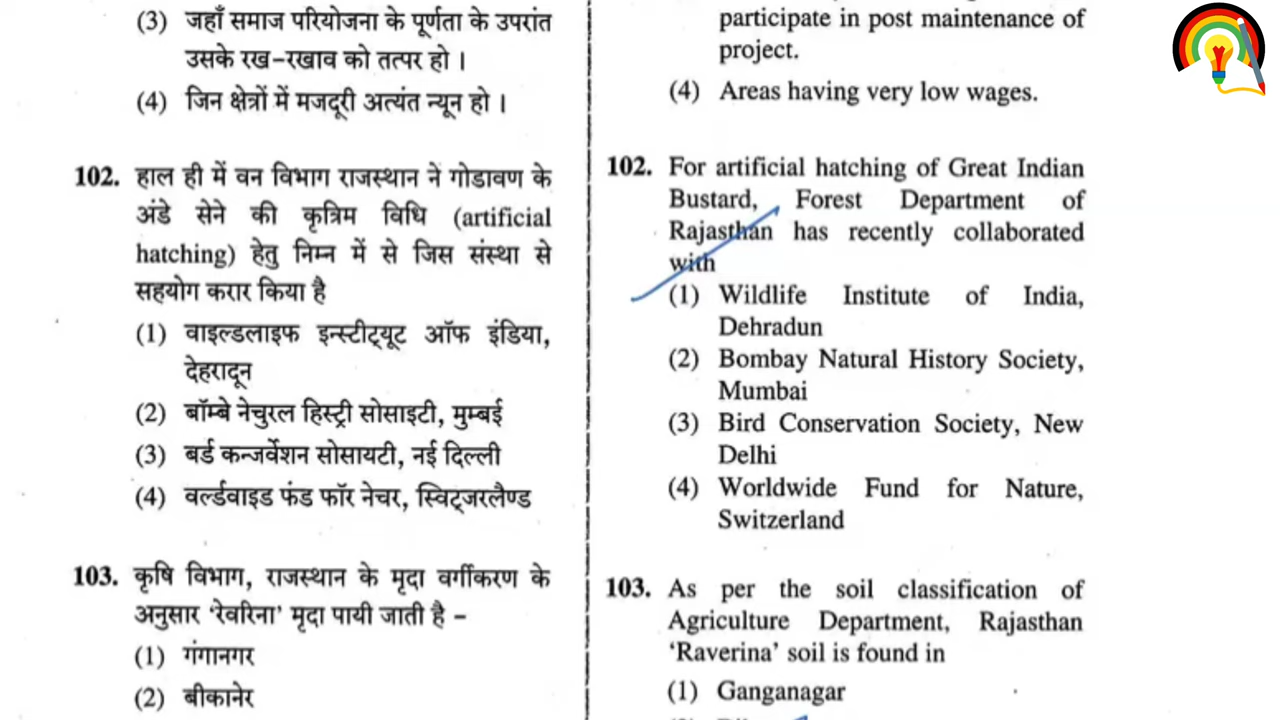 (3) जहाँ समाज परियोजना के पूर्णता के उपरांत
उसके रख-रखाव को तत्पर हो ।
(4) जिन क्षेत्रों में मजदूरी अत्यंत न्यून हो ।
102. हाल ही में वन विभाग राजस्थान ने गोडावण के
अंडे सेने की कृत्रिम विधि (artificial
hatching) हेतु निम्न में से जिस संस्था से
सहयोग करार किया है
(1) वाइल्डलाइफ इन्स्टीट्यूट ऑफ इंडिया,
देहरादून
(2) बॉम्बे नेचुरल हिस्ट्री सोसाइटी, मुम्बई
(3) बर्ड कन्जर्वेशन सोसायटी, नई दिल्ली
(4) वर्ल्डवाइड फंड फॉर नेचर, स्विट्जरलैण्ड
103. कृषि विभाग, राजस्थान के मृदा वर्गीकरण के
अनुसार 'रेवरिना' मृदा पायी जाती है -
(1) गंगानगर
(2) बीकानेर
participate in post maintenance of
project.
(4) Areas having very low wages.
102. For artificial hatching of Great Indian
Bustard, Forest Department of
Rajasthan has recently collaborated
with
(1) Wildlife Institute of India,
Dehradun
(2) Bombay Natural History Society,
Mumbai
(3) Bird Conservation Society, New
Delhi
(4) Worldwide Fund for Nature,
Switzerland
103. As per the soil classification of
Agriculture Department, Rajasthan
'Raverina' soil is found in
(1) Ganganagar